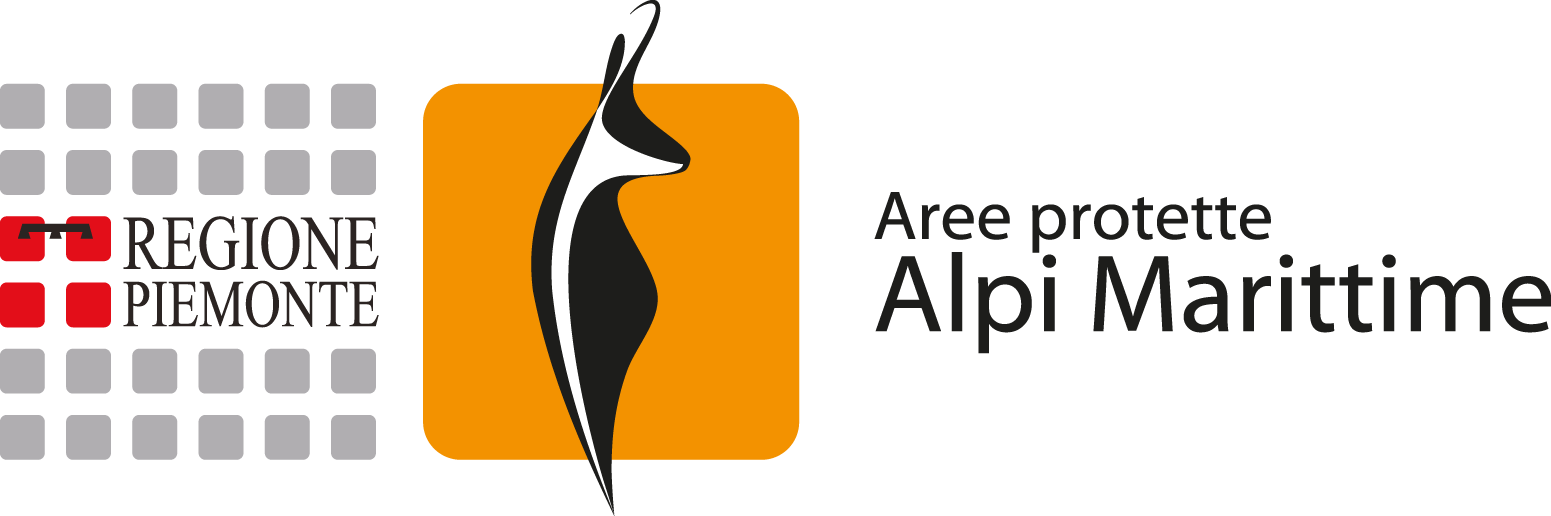 REGIONE
PIEMONTE
Aree protette
Alpi Marittime